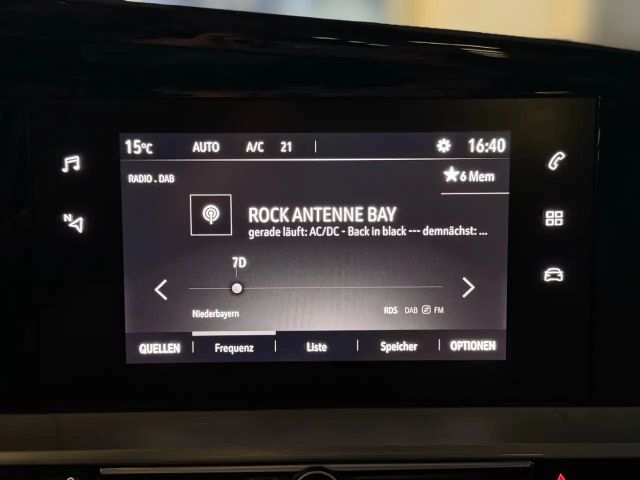 15°C AUTO A/C 21 16:40
RADIO . DAB
6 Mem
ROCK ANTENNE BAY
gerade läuft: AC/DC - Back in black --- demnächst: ...
7D
N
Niederbayern
RDS DAB FM
QUELLEN Frequenz Liste Speicher OPTIONEN